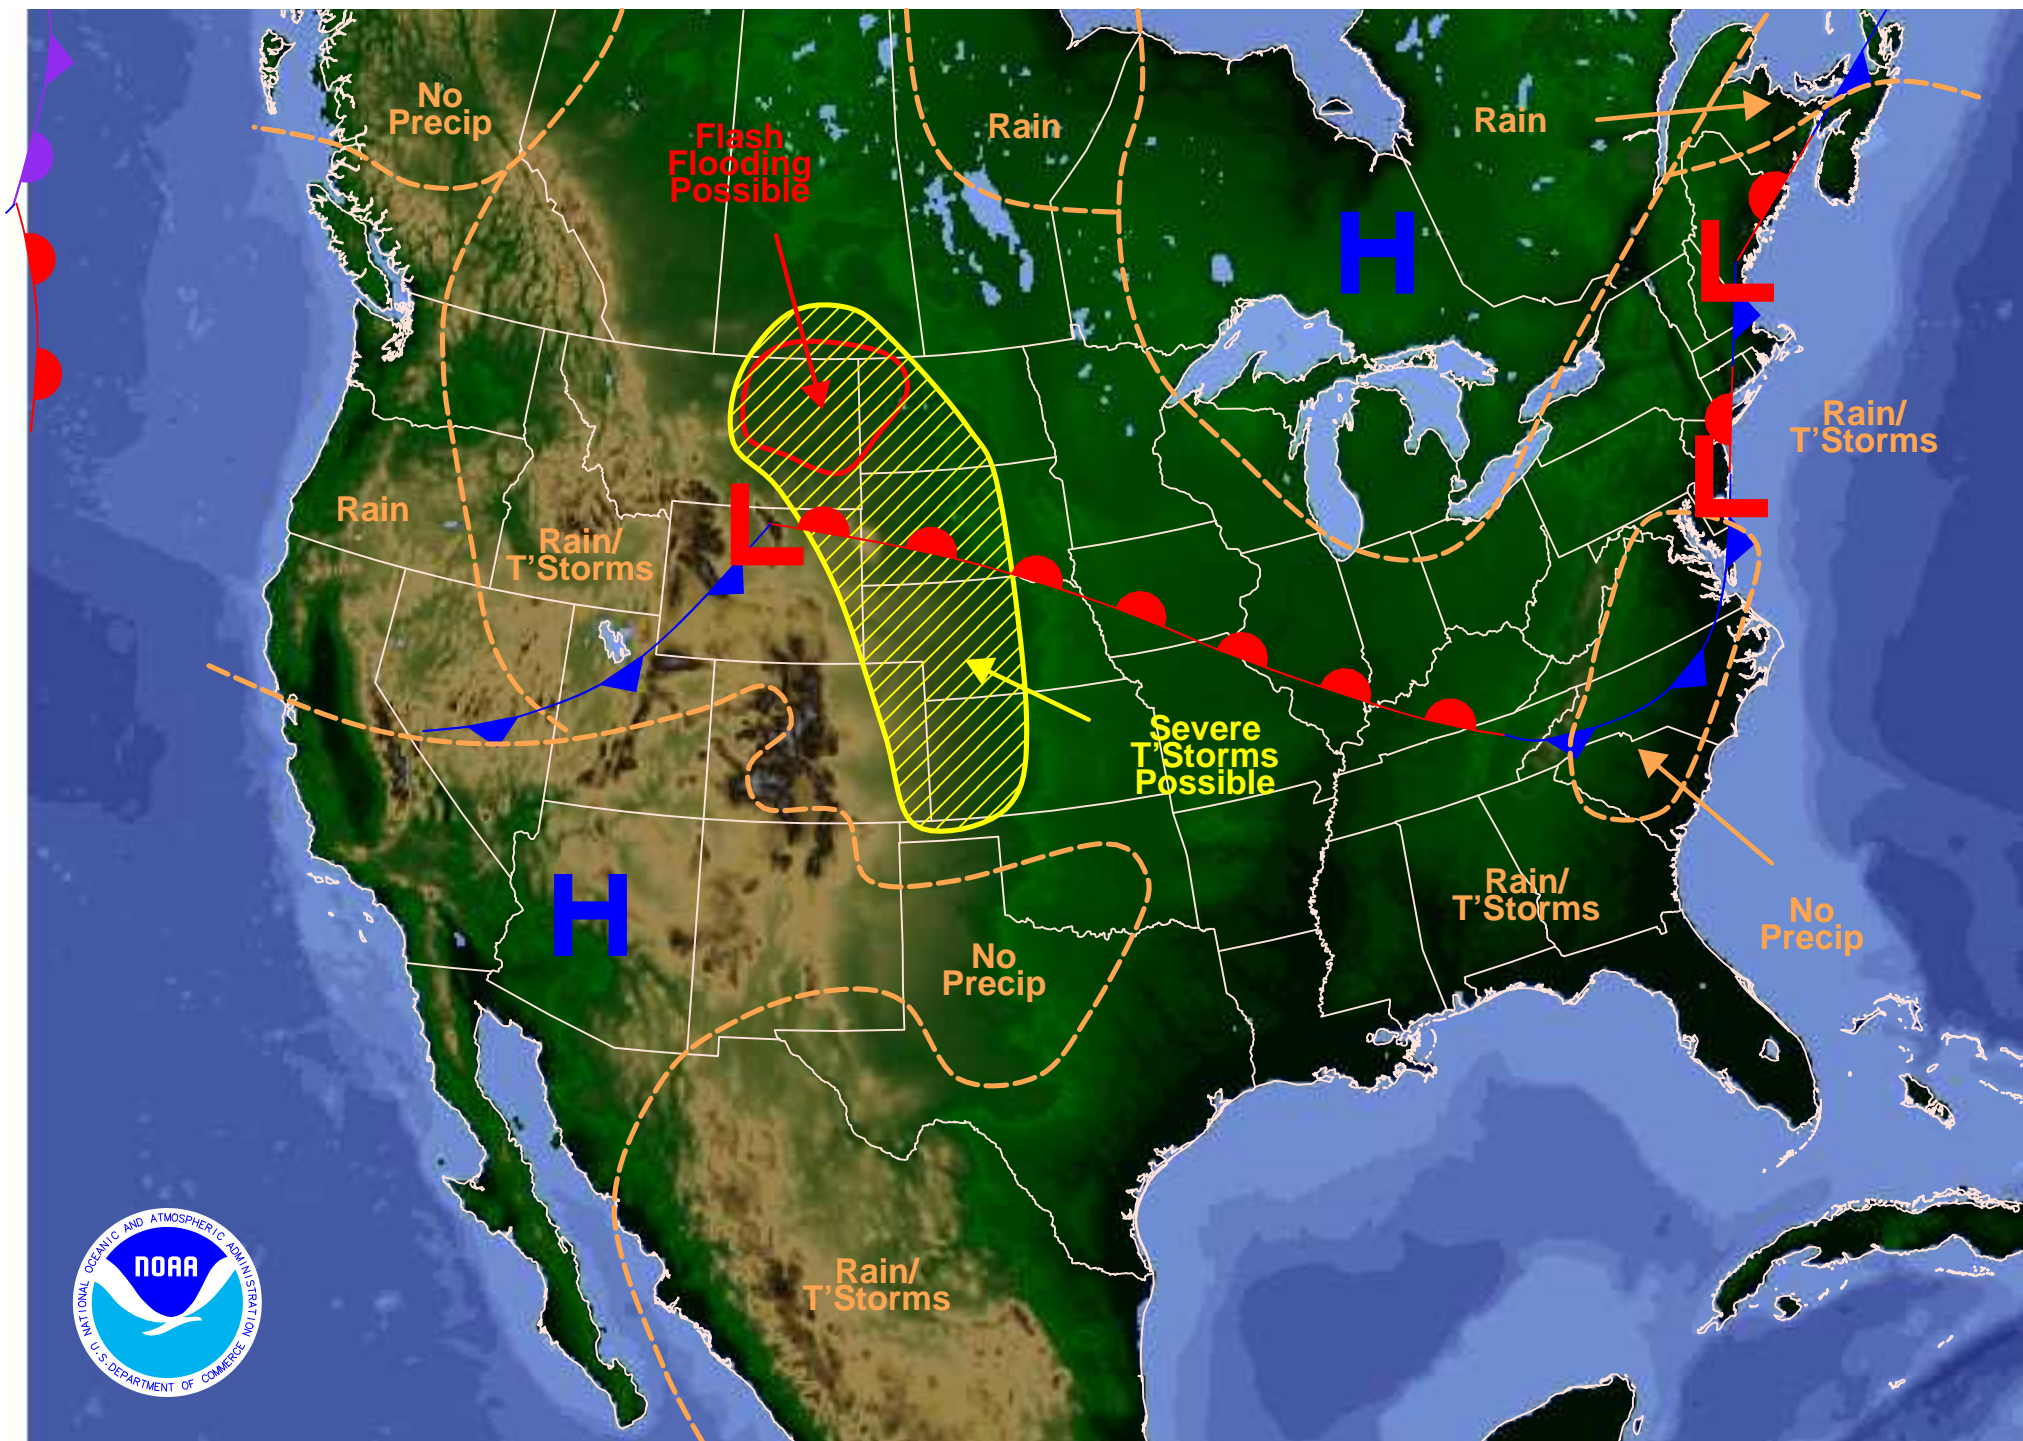 No
Precip
Flash
Flooding
Possible
Rain
Rain
H
L
Rain/
T'Storms
L
L
Rain
Rain/
T'Storms
Severe
T'Storms
Possible
H
Rain/
T'Storms
No
Precip
No
Precip
Rain/
T'Storms
NATIONAL OCEANIC AND ATMOSPHERIC ADMINISTRATION
NOAA
U.S. DEPARTMENT OF COMMERCE